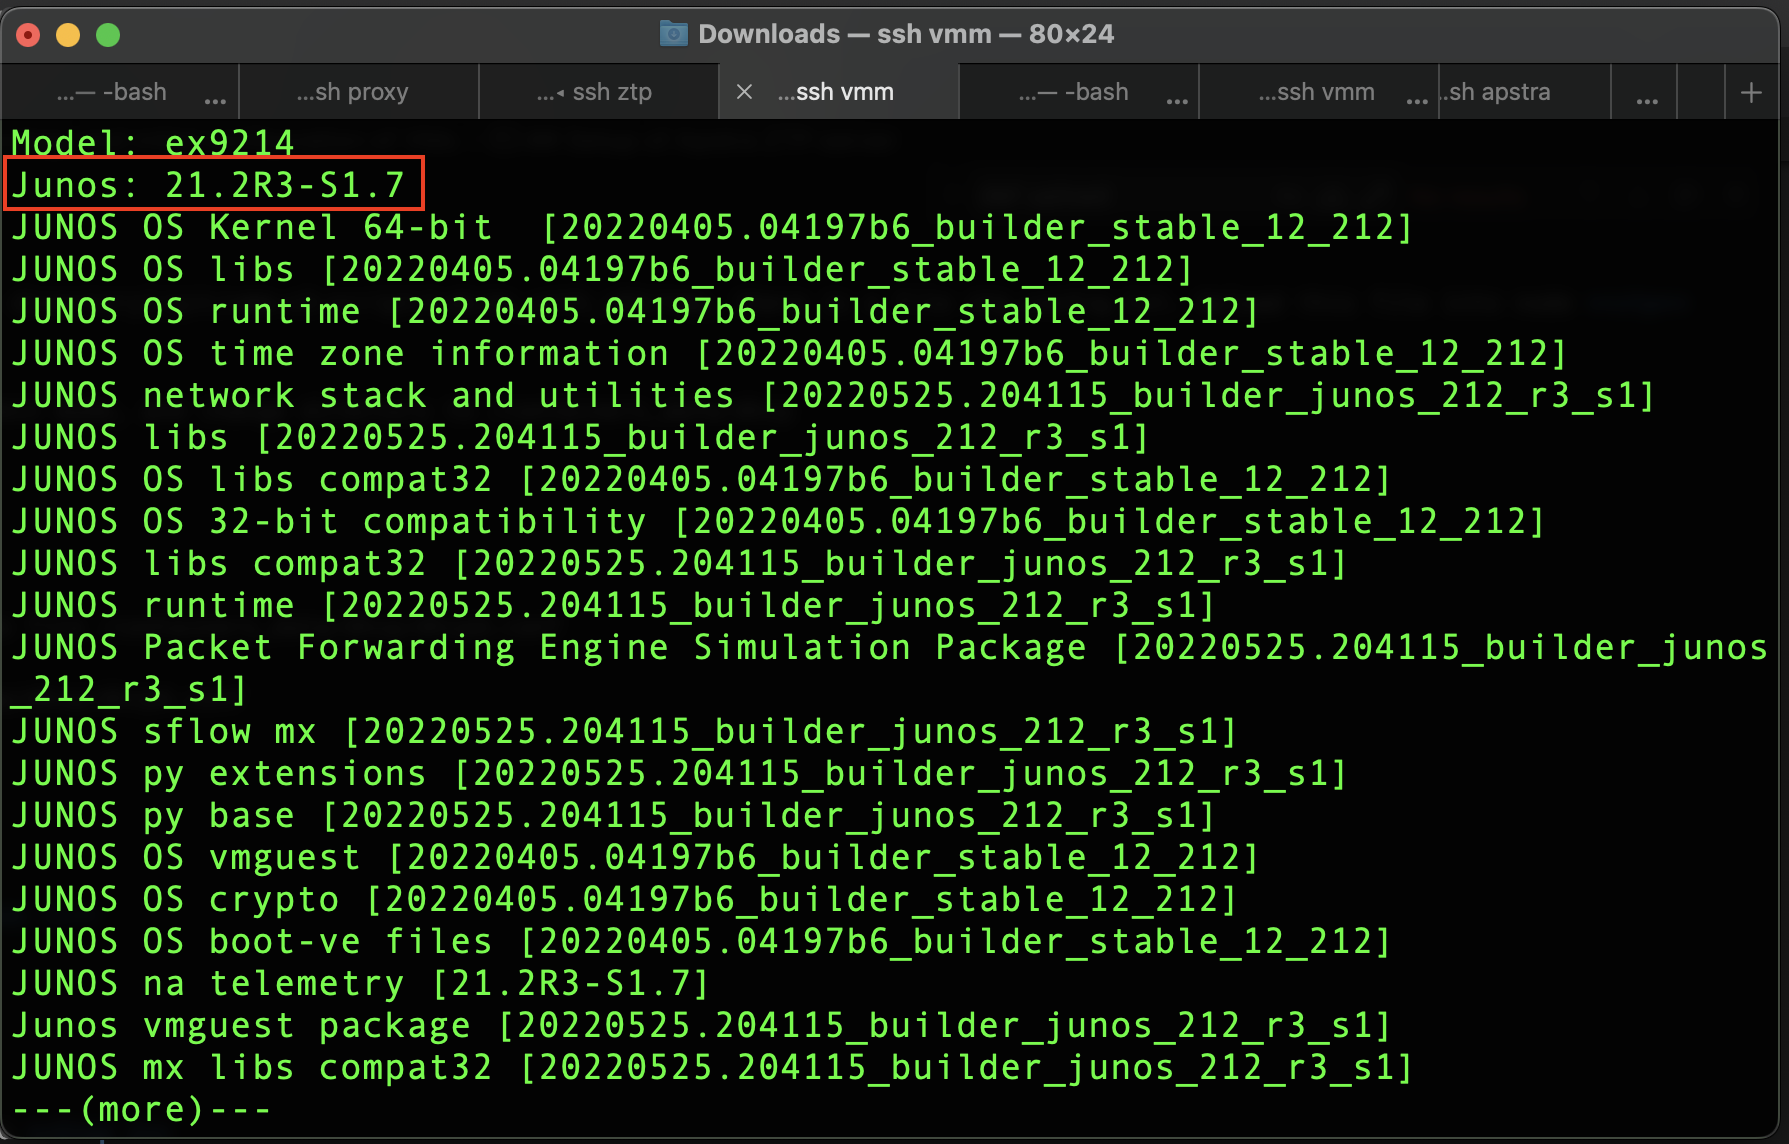 Downloads — ssh vmm — 80×24
...— -bash ... ...sh proxy ...◂ ssh ztp × ...ssh vmm ...— -bash ... ...ssh vmm ... ..sh apstra ... +
Model: ex9214
Junos: 21.2R3-S1.7
JUNOS OS Kernel 64-bit  [20220405.04197b6_builder_stable_12_212]
JUNOS OS libs [20220405.04197b6_builder_stable_12_212]
JUNOS OS runtime [20220405.04197b6_builder_stable_12_212]
JUNOS OS time zone information [20220405.04197b6_builder_stable_12_212]
JUNOS network stack and utilities [20220525.204115_builder_junos_212_r3_s1]
JUNOS libs [20220525.204115_builder_junos_212_r3_s1]
JUNOS OS libs compat32 [20220405.04197b6_builder_stable_12_212]
JUNOS OS 32-bit compatibility [20220405.04197b6_builder_stable_12_212]
JUNOS libs compat32 [20220525.204115_builder_junos_212_r3_s1]
JUNOS runtime [20220525.204115_builder_junos_212_r3_s1]
JUNOS Packet Forwarding Engine Simulation Package [20220525.204115_builder_junos
_212_r3_s1]
JUNOS sflow mx [20220525.204115_builder_junos_212_r3_s1]
JUNOS py extensions [20220525.204115_builder_junos_212_r3_s1]
JUNOS py base [20220525.204115_builder_junos_212_r3_s1]
JUNOS OS vmguest [20220405.04197b6_builder_stable_12_212]
JUNOS OS crypto [20220405.04197b6_builder_stable_12_212]
JUNOS OS boot-ve files [20220405.04197b6_builder_stable_12_212]
JUNOS na telemetry [21.2R3-S1.7]
Junos vmguest package [20220525.204115_builder_junos_212_r3_s1]
JUNOS mx libs compat32 [20220525.204115_builder_junos_212_r3_s1]
---(more)---